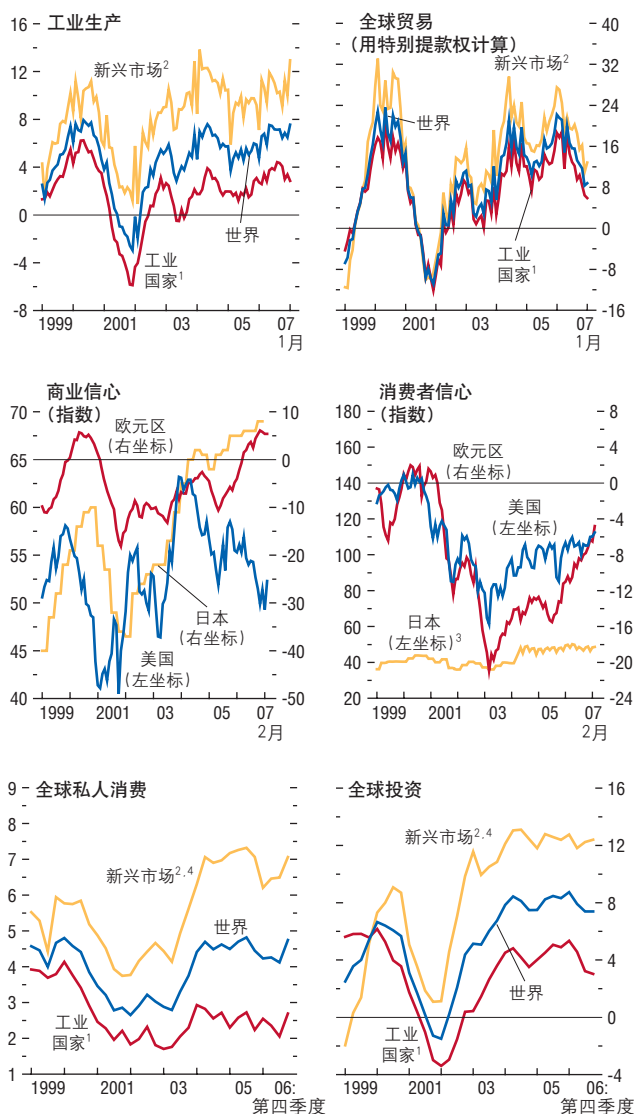 工业生产
16
12
8
4
0
-4
-8
新兴市场2
世界
工业
国家1
1999 2001 03 05 07
1月
全球贸易
(用特别提款权计算)
40
32
24
16
8
0
-8
-16
新兴市场2
世界
工业
国家1
1999 2001 03 05 07
1月
商业信心
(指数)
70
65
60
55
50
45
40
10
0
-10
-20
-30
-40
-50
欧元区
(右坐标)
日本
(右坐标)
美国
(左坐标)
1999 2001 03 05 07
2月
消费者信心
(指数)
180
160
140
120
100
80
60
40
20
8
4
0
-4
-8
-12
-16
-20
-24
欧元区
(右坐标)
美国
(左坐标)
日本
(左坐标)3
1999 2001 03 05 07
2月
全球私人消费
9
8
7
6
5
4
3
2
1
新兴市场2,4
世界
工业
国家1
1999 2001 03 05 06:
第四季度
全球投资
16
12
8
4
0
-4
新兴市场2,4
世界
工业
国家1
1999 2001 03 05 06:
第四季度